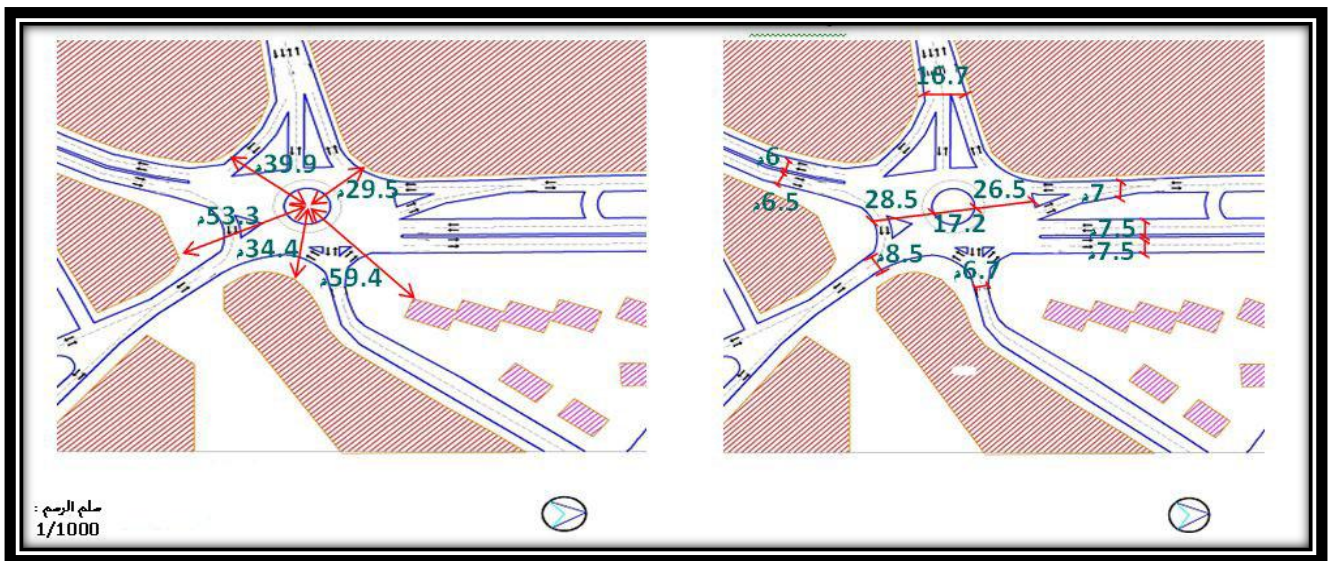 39.9م
29.5م
53.3م
34.4م
59.4م
16.7
6م
6.5م
28.5
26.5
17.2
7م
7.5م
7.5م
8.5م
6.7م
سلم الرسم :
1/1000